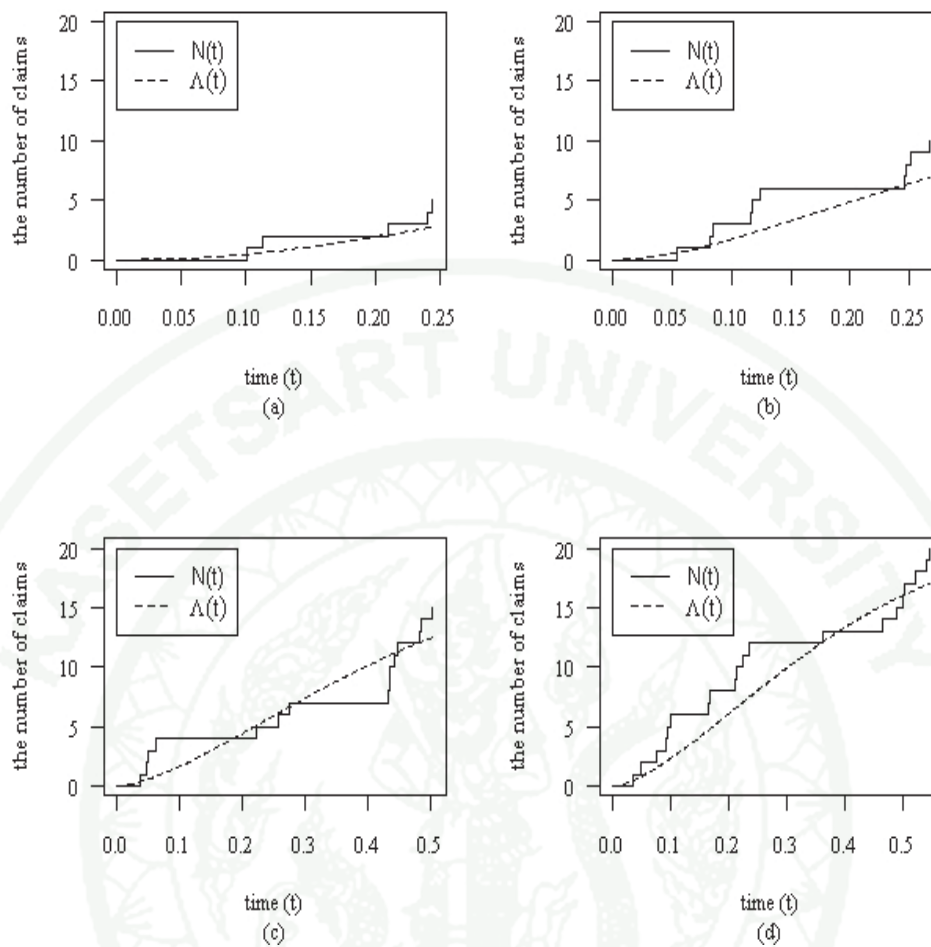 the number of claims
20
15
10
5
0
N(t)
Λ(t)
0.00 0.05 0.10 0.15 0.20 0.25
time (t)
(a)
the number of claims
20
15
10
5
0
N(t)
Λ(t)
0.00 0.05 0.10 0.15 0.20 0.25
time (t)
(b)
KASETSART UNIVERSITY
the number of claims
20
15
10
5
0
N(t)
Λ(t)
0.0 0.1 0.2 0.3 0.4 0.5
time (t)
(c)
the number of claims
20
15
10
5
0
N(t)
Λ(t)
0.0 0.1 0.2 0.3 0.4 0.5
time (t)
(d)